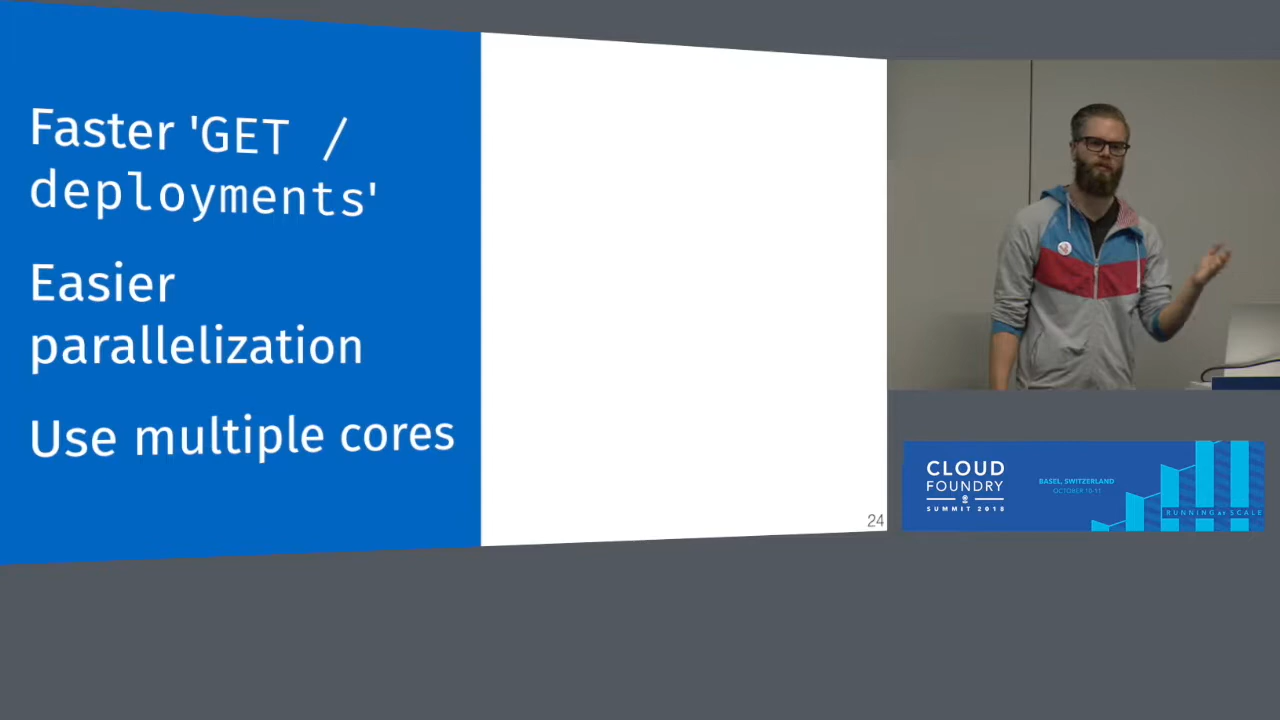 Faster 'GET /
deployments'
Easier
parallelization
Use multiple cores
24
CLOUD
FOUNDRY
SUMMIT 2018
BASEL, SWITZERLAND
OCTOBER 10-11
RUNNING AT SCALE